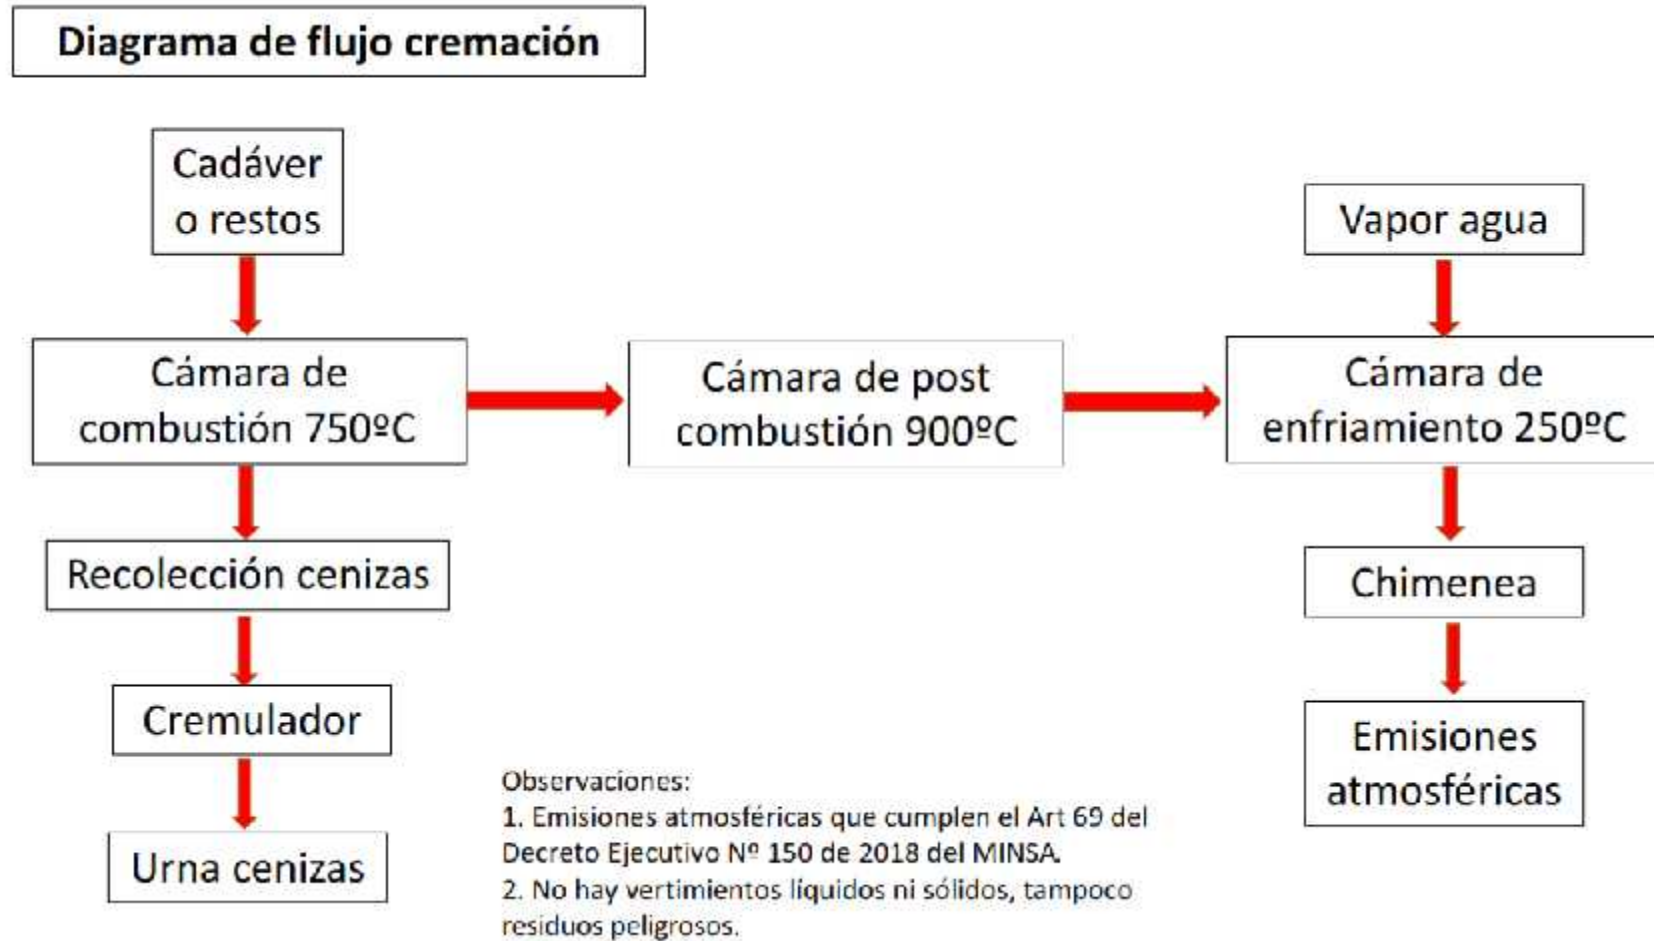 Diagrama de flujo cremación
Cadáver
o restos
Vapor agua
Cámara de
combustión 750ºC
Cámara de post
combustión 900ºC
Cámara de
enfriamiento 250ºC
Recolección cenizas
Chimenea
Cremulador
Emisiones
atmosféricas
Urna cenizas
Observaciones:
1. Emisiones atmosféricas que cumplen el Art 69 del
Decreto Ejecutivo Nº 150 de 2018 del MINSA.
2. No hay vertimientos líquidos ni sólidos, tampoco
residuos peligrosos.